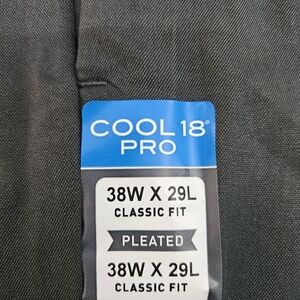 COOL 18®
PRO
38W X 29L
CLASSIC FIT
PLEATED
38W X 29L
CLASSIC FIT